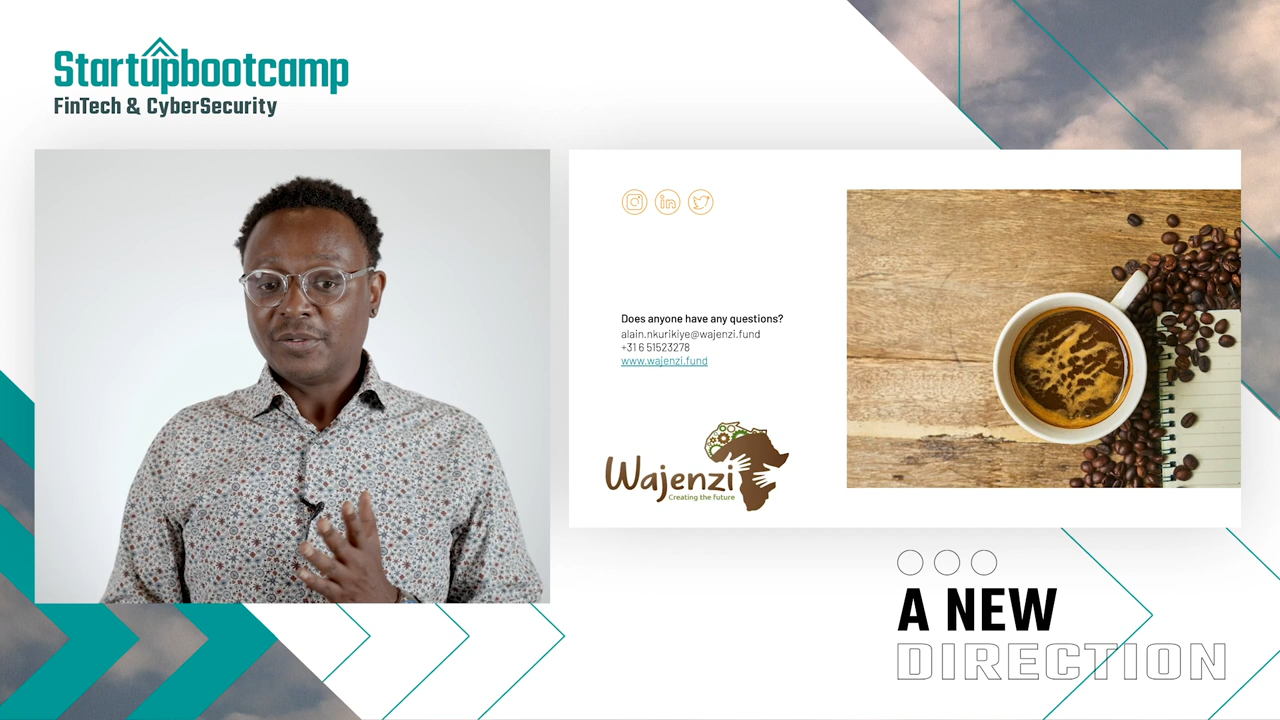 Startupbootcamp
FinTech & CyberSecurity
Does anyone have any questions?
alain.nkurikiye@wajenzi.fund
+31 6 51523278
www.wajenzi.fund
Wajenzi
Creating the future
A NEW
DIRECTION